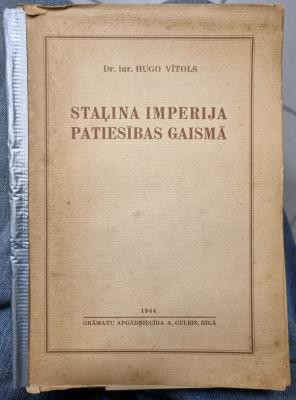 Dr. iur. HUGO VĪTOLS
STAĻINA IMPERIJA
PATIESĪBAS GAISMĀ
1944
GRĀMATU APGĀDNIECĪBA A. GULBIS, RĪGĀ